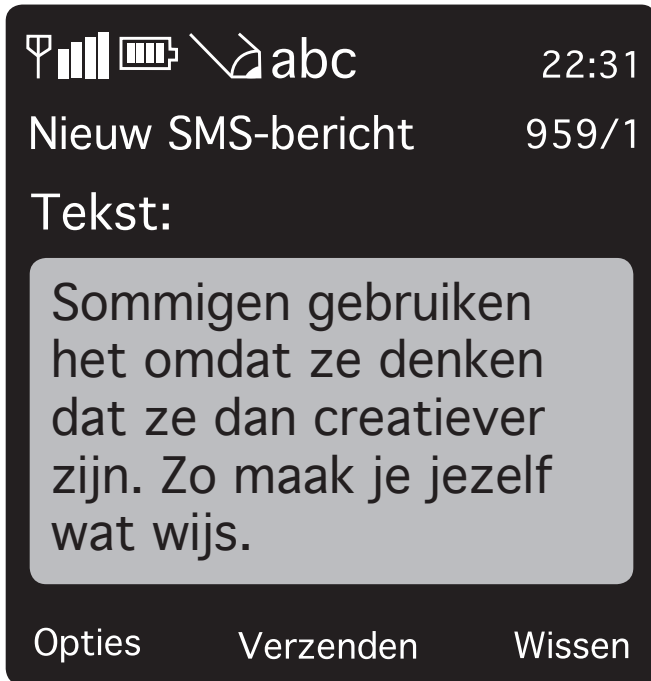 abc 22:31
Nieuw SMS-bericht 959/1
Tekst:
Sommigen gebruiken
het omdat ze denken
dat ze dan creatiever
zijn. Zo maak je jezelf
wat wijs.
Opties Verzenden Wissen